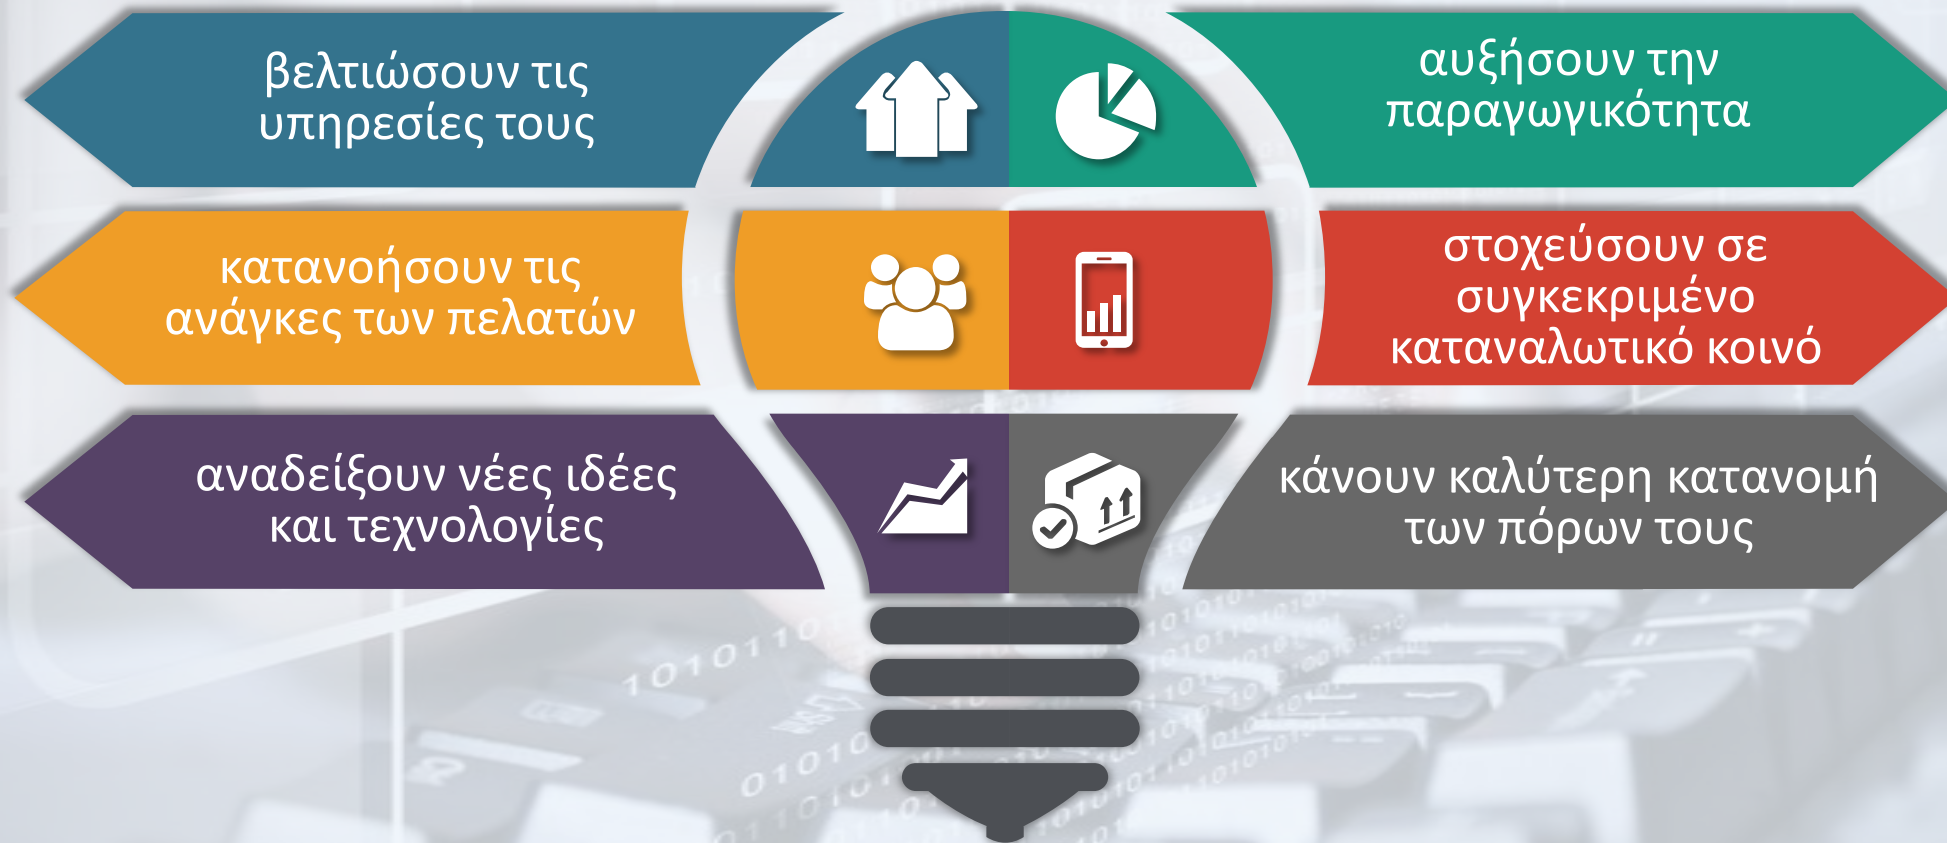 βελτιώσουν τις
υπηρεσίες τους
αυξήσουν την
παραγωγικότητα
κατανοήσουν τις
ανάγκες των πελατών
στοχεύσουν σε
συγκεκριμένο
καταναλωτικό κοινό
αναδείξουν νέες ιδέες
και τεχνολογίες
κάνουν καλύτερη κατανομή
των πόρων τους